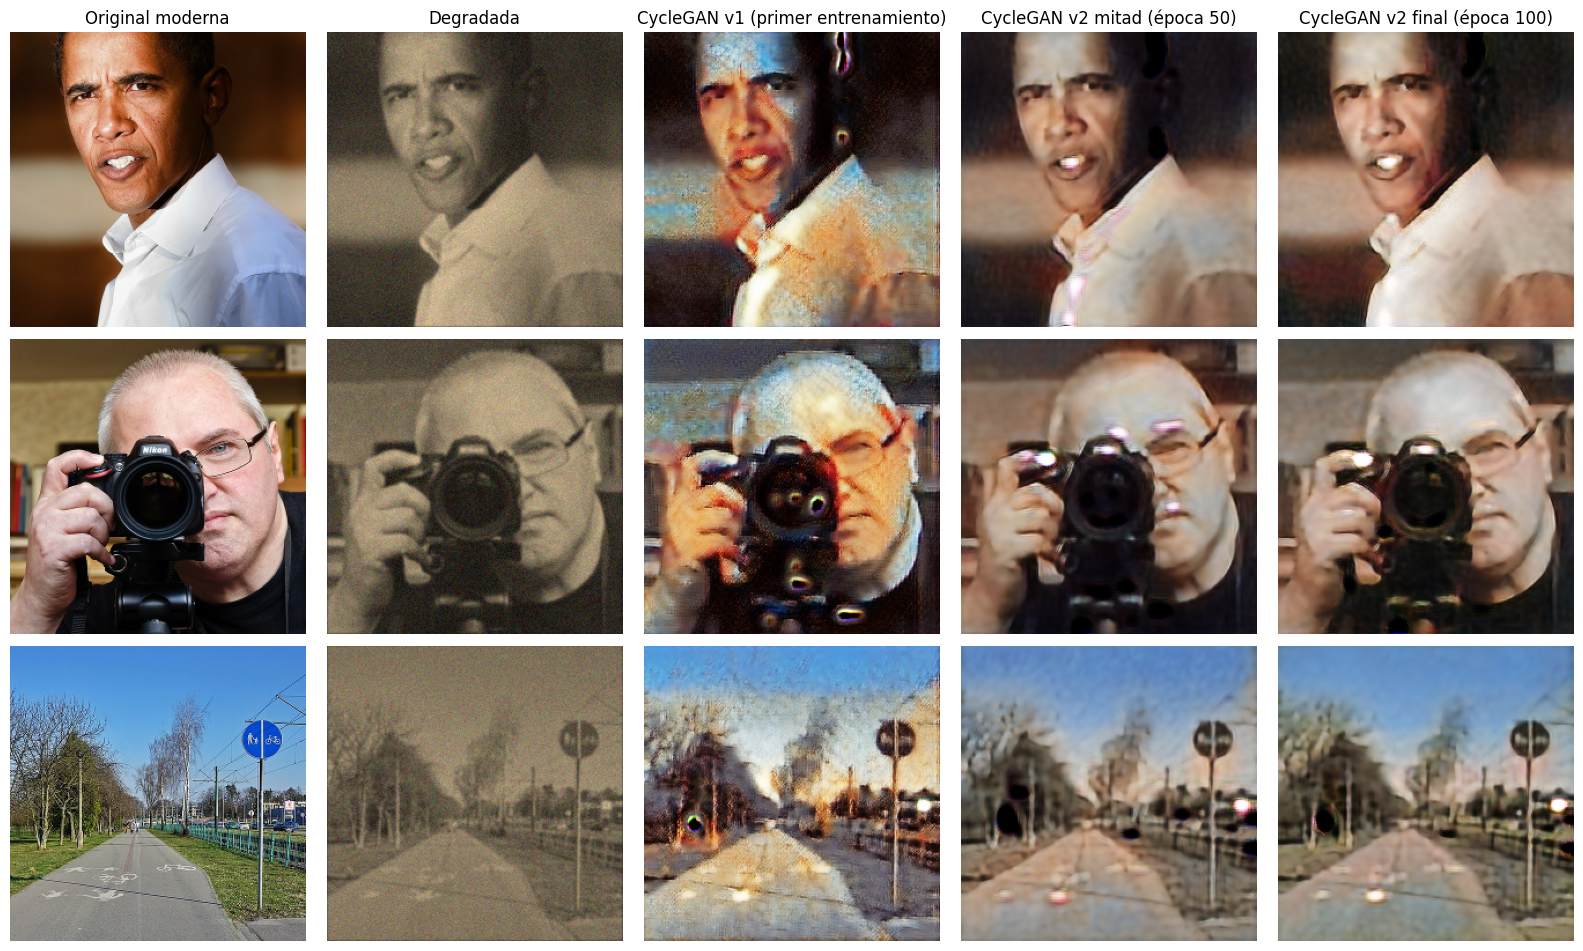 Original moderna
Degradada
CycleGAN v1 (primer entrenamiento)
CycleGAN v2 mitad (época 50)
CycleGAN v2 final (época 100)
Nikon